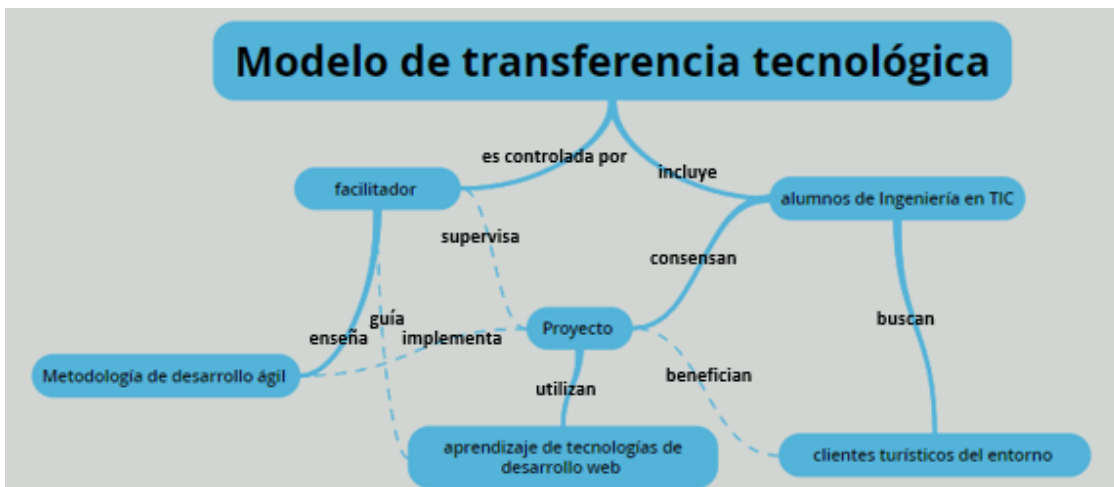 Modelo de transferencia tecnológica
es controlada por
incluye
facilitador
alumnos de Ingeniería en TIC
supervisa
consensan
guía
enseña
implementa
Proyecto
buscan
Metodología de desarrollo ágil
utilizan
benefician
aprendizaje de tecnologías de
desarrollo web
clientes turísticos del entorno